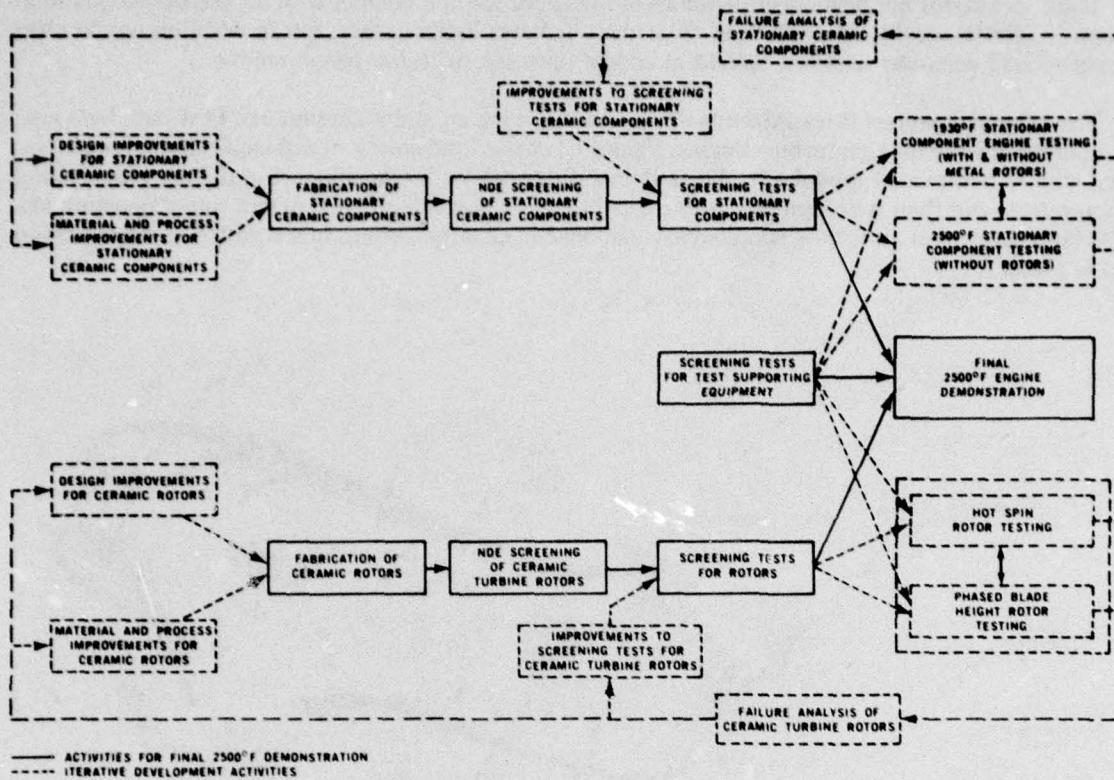 FAILURE ANALYSIS OF
STATIONARY CERAMIC
COMPONENTS
IMPROVEMENTS TO SCREENING
TESTS FOR STATIONARY
CERAMIC COMPONENTS
DESIGN IMPROVEMENTS
FOR STATIONARY
CERAMIC COMPONENTS
MATERIAL AND PROCESS
IMPROVEMENTS FOR
STATIONARY
CERAMIC COMPONENTS
FABRICATION OF
STATIONARY
CERAMIC COMPONENTS
NDE SCREENING
OF STATIONARY
CERAMIC COMPONENTS
SCREENING TESTS
FOR STATIONARY
COMPONENTS
1930°F STATIONARY
COMPONENT ENGINE TESTING
(WITH & WITHOUT
METAL ROTORS)
2500°F STATIONARY
COMPONENT TESTING
(WITHOUT ROTORS)
SCREENING TESTS
FOR TEST SUPPORTING
EQUIPMENT
FINAL
2500°F ENGINE
DEMONSTRATION
DESIGN IMPROVEMENTS
FOR CERAMIC ROTORS
MATERIAL AND PROCESS
IMPROVEMENTS FOR
CERAMIC ROTORS
FABRICATION OF
CERAMIC ROTORS
NDE SCREENING
OF CERAMIC
TURBINE ROTORS
SCREENING TESTS
FOR ROTORS
HOT SPIN
ROTOR TESTING
PHASED BLADE
HEIGHT ROTOR
TESTING
IMPROVEMENTS TO
SCREENING TESTS FOR
CERAMIC TURBINE ROTORS
FAILURE ANALYSIS OF
CERAMIC TURBINE ROTORS
ACTIVITIES FOR FINAL 2500°F DEMONSTRATION
ITERATIVE DEVELOPMENT ACTIVITIES